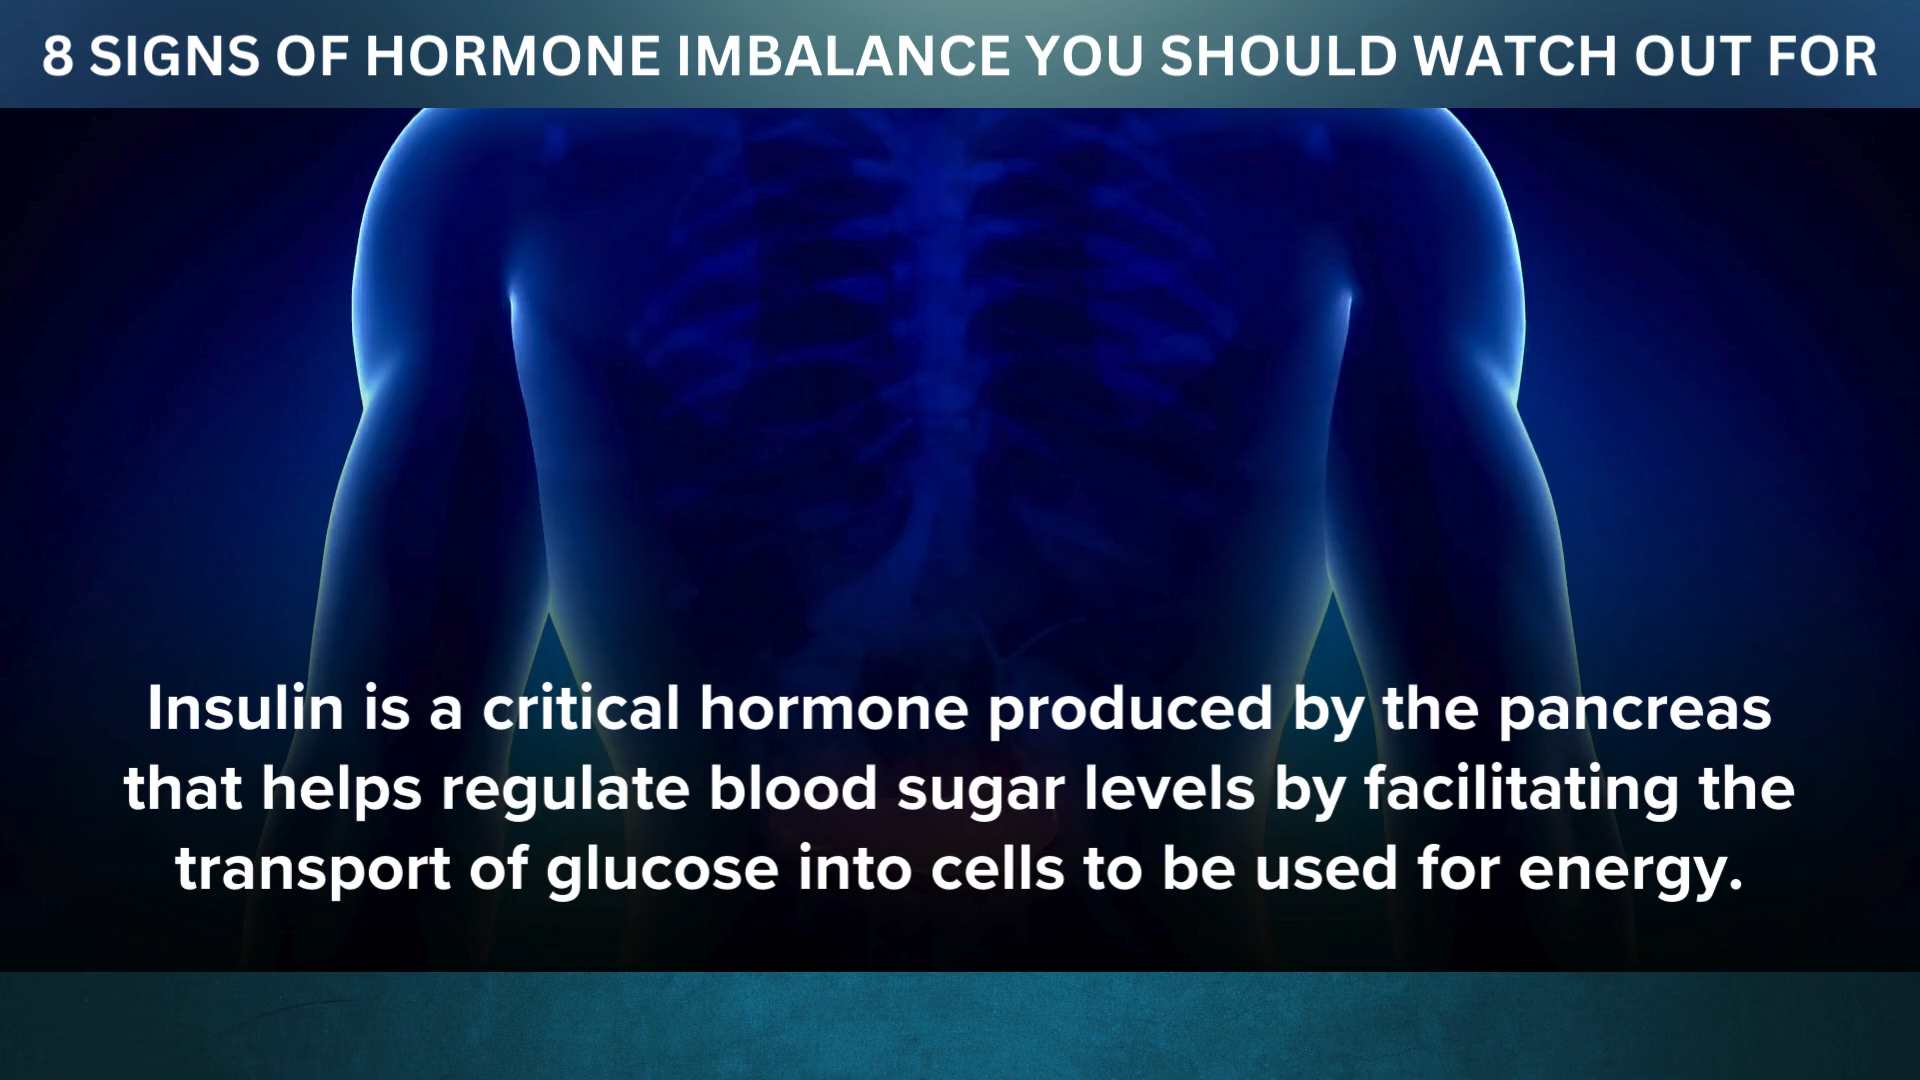 8 SIGNS OF HORMONE IMBALANCE YOU SHOULD WATCH OUT FOR
Insulin is a critical hormone produced by the pancreas
that helps regulate blood sugar levels by facilitating the
transport of glucose into cells to be used for energy.